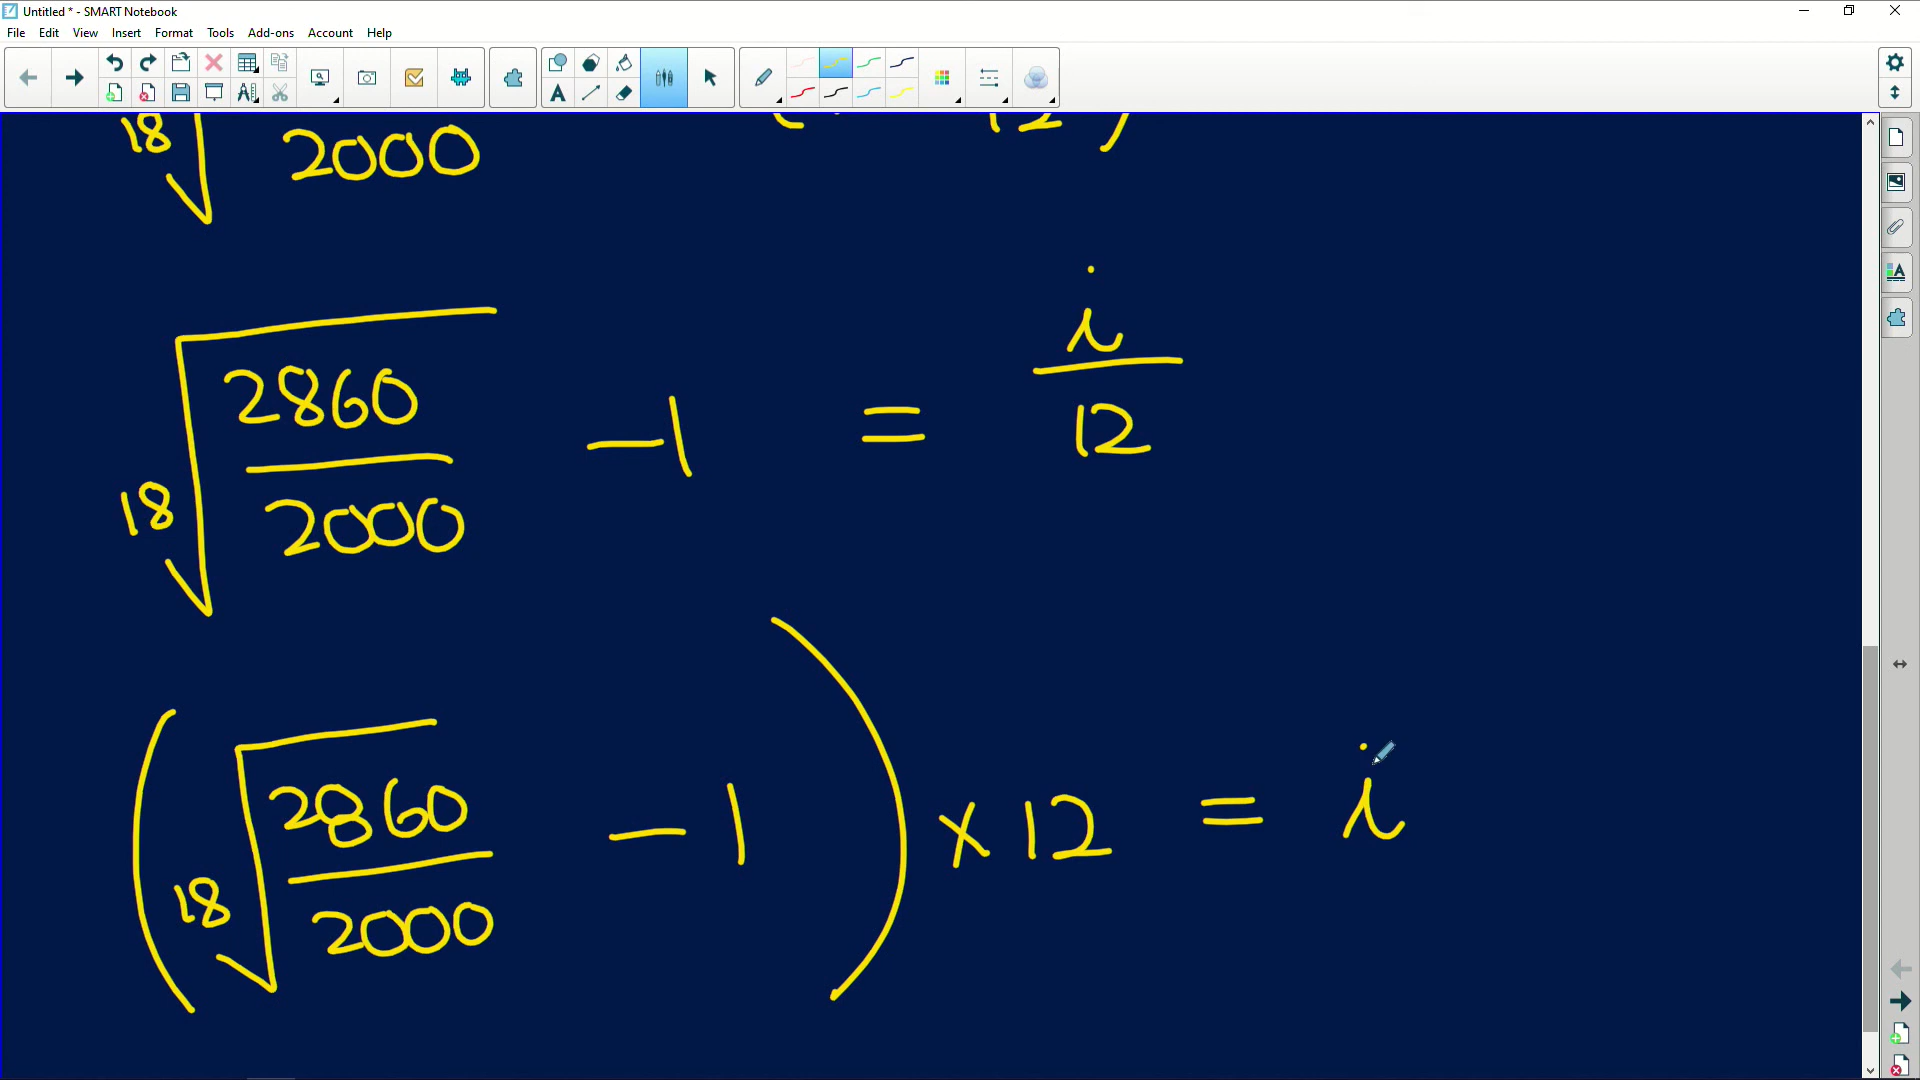 Untitled * - SMART Notebook
File Edit View Insert Format Tools Add-ons Account Help
18√ 2000 ( 12 )
18√(2860/2000) - 1 = i/12
(18√(2860/2000) - 1) × 12 = i